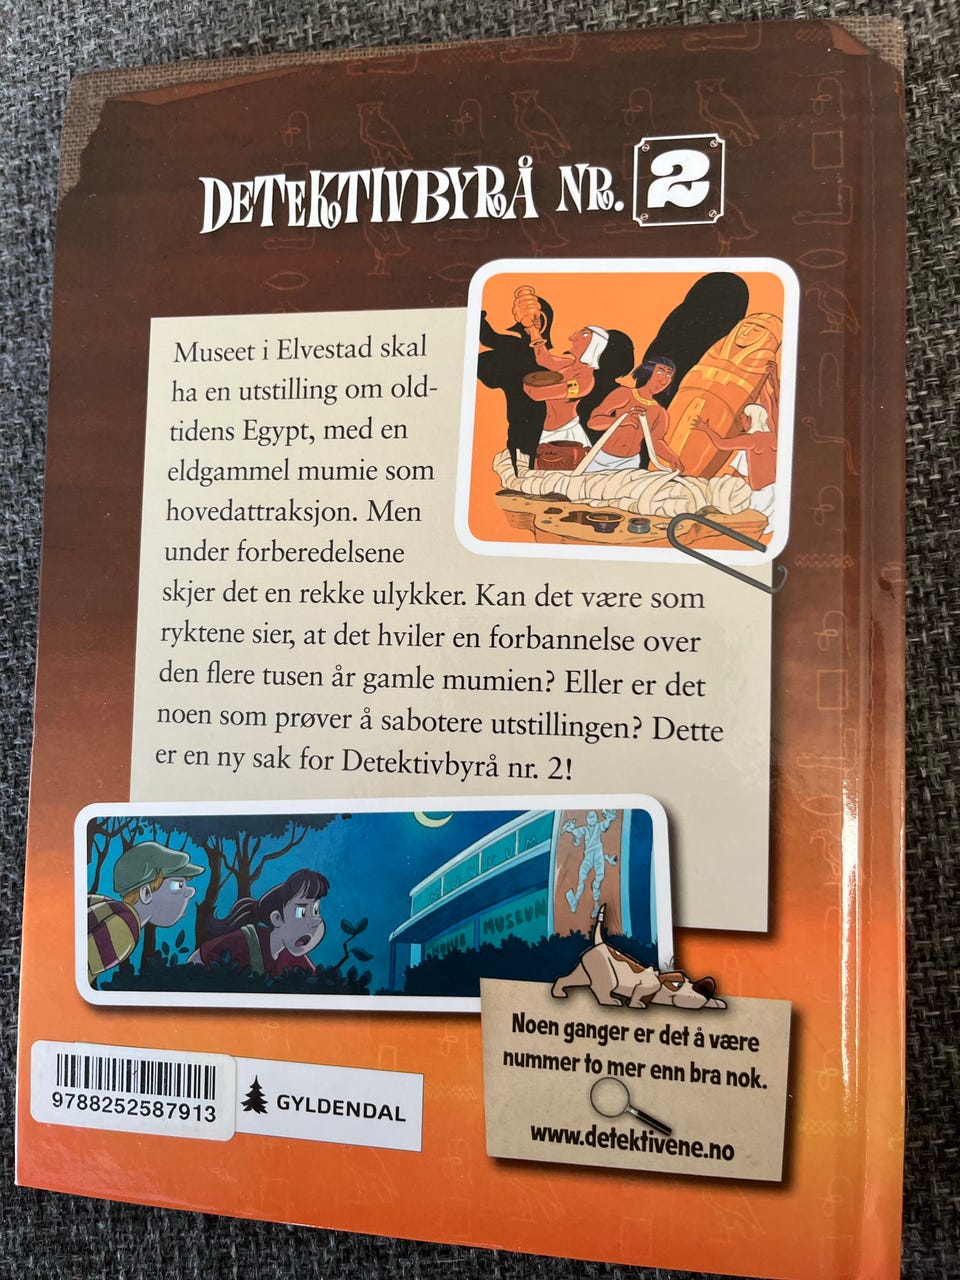 DETEKTIVBYRÅ NR. 2
Museet i Elvestad skal
ha en utstilling om old-
tidens Egypt, med en
eldgammel mumie som
hovedattraksjon. Men
under forberedelsene
skjer det en rekke ulykker. Kan det være som
ryktene sier, at det hviler en forbannelse over
den flere tusen år gamle mumien? Eller er det
noen som prøver å sabotere utstillingen? Dette
er en ny sak for Detektivbyrå nr. 2!
MUSEUM
MUMIE MUSEUM
Noen ganger er det å være
nummer to mer enn bra nok.
www.detektivene.no
9788252587913
GYLDENDAL